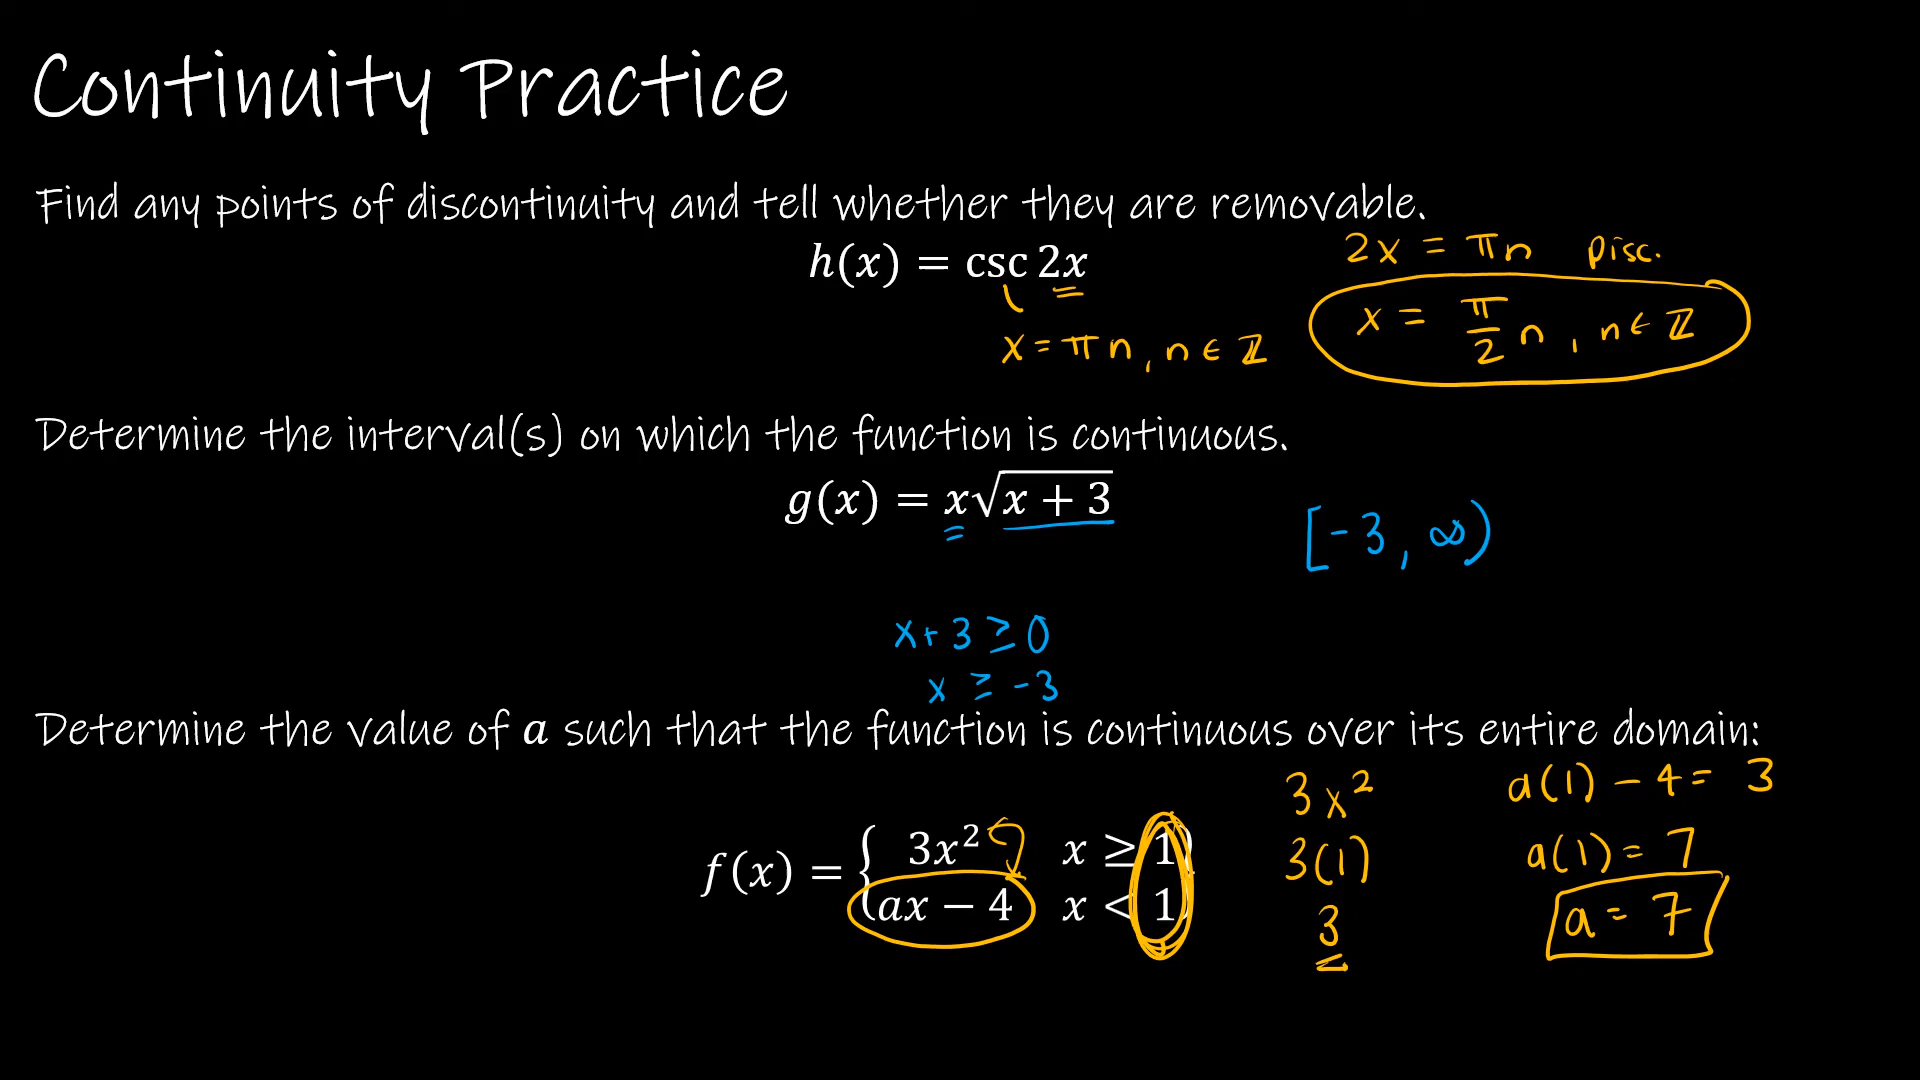 Continuity Practice
Find any points of discontinuity and tell whether they are removable.
h(x) = csc 2x
2x = πn Disc.
x = πn, n ∈ ℤ
x = π/2 n, n ∈ ℤ
Determine the interval(s) on which the function is continuous.
g(x) = x√(x + 3)
[-3, ∞)
x + 3 ≥ 0
x ≥ -3
Determine the value of a such that the function is continuous over its entire domain:
f(x) = { 3x² x ≥ 1
ax − 4 x < 1
3x²
3(1)
3
a(1) − 4 = 3
a(1) = 7
a = 7